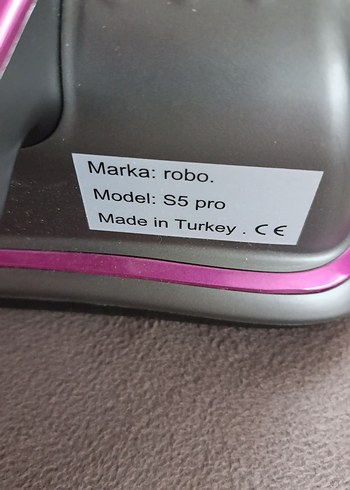 Marka: robo.
Model: S5 pro
Made in Turkey . CE